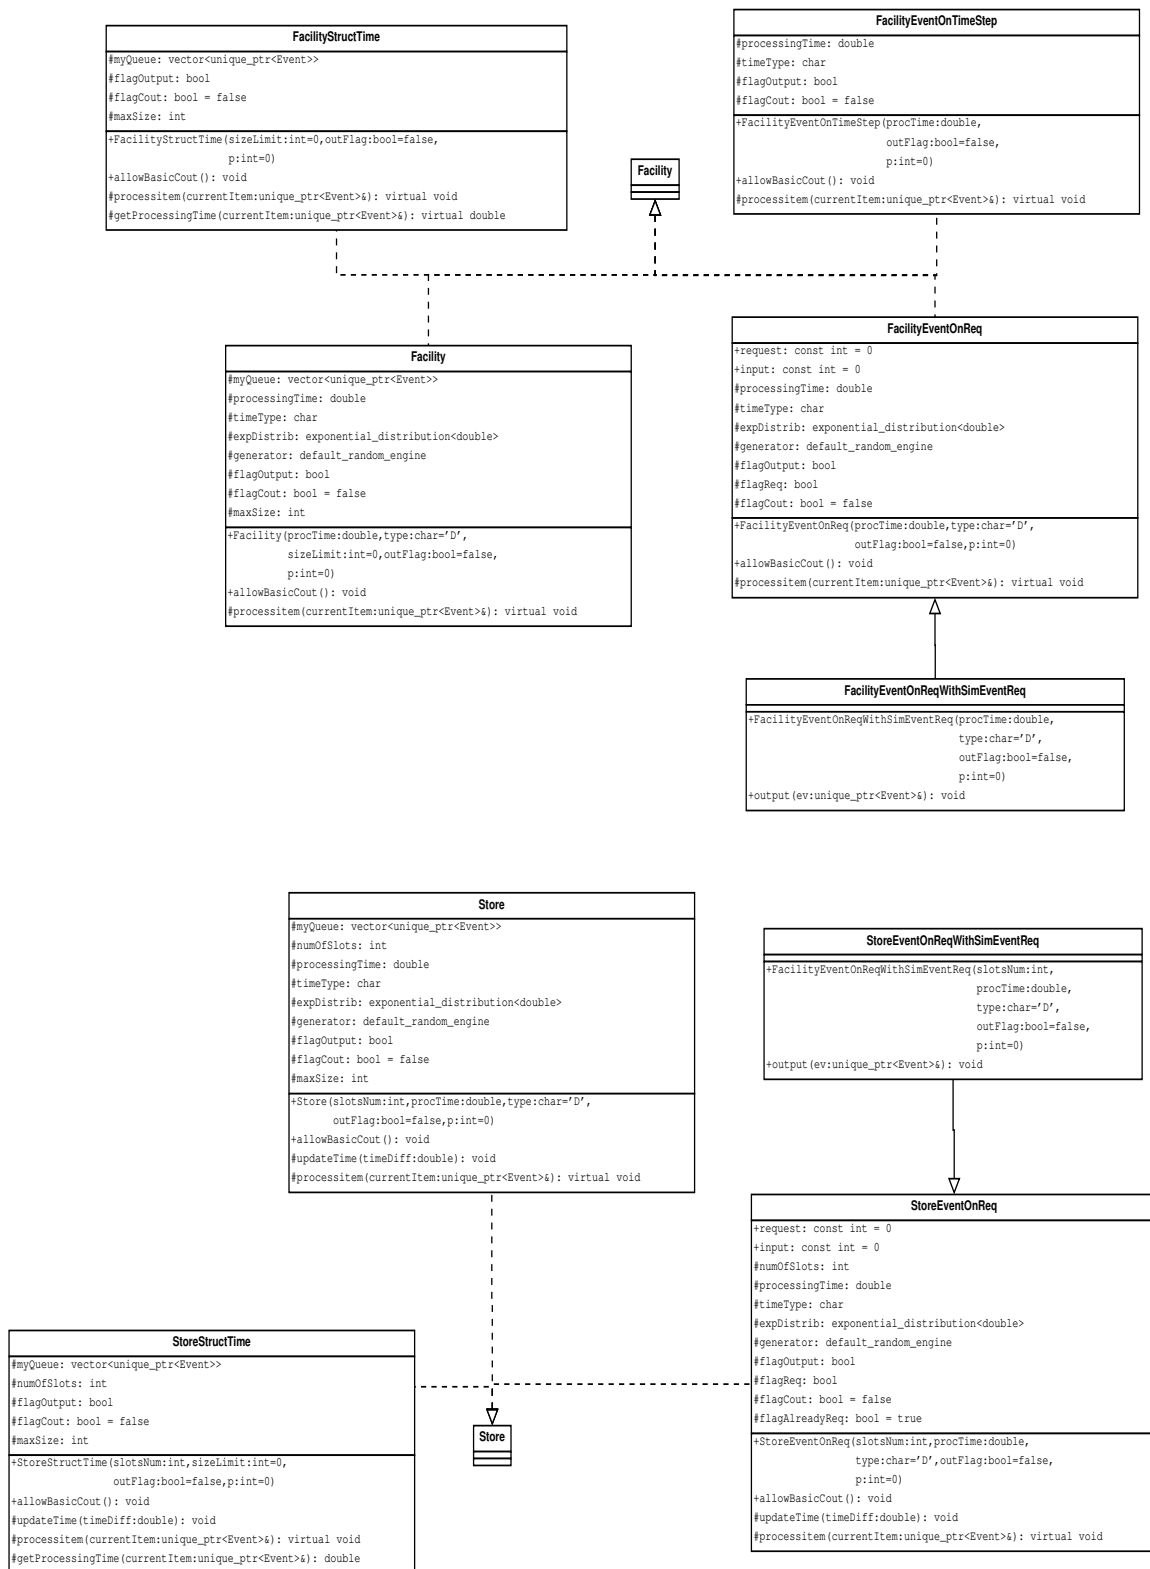 FacilityStructTime
#myQueue: vector<unique_ptr<Event>>
#flagOutput: bool
#flagCout: bool = false
#maxSize: int
+FacilityStructTime(sizeLimit:int=0,outFlag:bool=false,
p:int=0)
+allowBasicCout(): void
#processitem(currentItem:unique_ptr<Event>&): virtual void
#getProcessingTime(currentItem:unique_ptr<Event>&): virtual double
FacilityEventOnTimeStep
#processingTime: double
#timeType: char
#flagOutput: bool
#flagCout: bool = false
+FacilityEventOnTimeStep(procTime:double,
outFlag:bool=false,
p:int=0)
+allowBasicCout(): void
#processitem(currentItem:unique_ptr<Event>&): virtual void
Facility
Facility
#myQueue: vector<unique_ptr<Event>>
#processingTime: double
#timeType: char
#expDistrib: exponential_distribution<double>
#generator: default_random_engine
#flagOutput: bool
#flagCout: bool = false
#maxSize: int
+Facility(procTime:double,type:char='D',
sizeLimit:int=0,outFlag:bool=false,
p:int=0)
+allowBasicCout(): void
#processitem(currentItem:unique_ptr<Event>&): virtual void
FacilityEventOnReq
+request: const int = 0
+input: const int = 0
#processingTime: double
#timeType: char
#expDistrib: exponential_distribution<double>
#generator: default_random_engine
#flagOutput: bool
#flagReq: bool
#flagCout: bool = false
+FacilityEventOnReq(procTime:double,type:char='D',
outFlag:bool=false,p:int=0)
+allowBasicCout(): void
#processitem(currentItem:unique_ptr<Event>&): virtual void
FacilityEventOnReqWithSimEventReq
+FacilityEventOnReqWithSimEventReq(procTime:double,
type:char='D',
outFlag:bool=false,
p:int=0)
+output(ev:unique_ptr<Event>&): void
Store
#myQueue: vector<unique_ptr<Event>>
#numOfSlots: int
#processingTime: double
#timeType: char
#expDistrib: exponential_distribution<double>
#generator: default_random_engine
#flagOutput: bool
#flagCout: bool = false
#maxSize: int
+Store(slotsNum:int,procTime:double,type:char='D',
outFlag:bool=false,p:int=0)
+allowBasicCout(): void
#updateTime(timeDiff:double): void
#processitem(currentItem:unique_ptr<Event>&): virtual void
StoreEventOnReqWithSimEventReq
+FacilityEventOnReqWithSimEventReq(slotsNum:int,
procTime:double,
type:char='D',
outFlag:bool=false,
p:int=0)
+output(ev:unique_ptr<Event>&): void
StoreEventOnReq
+request: const int = 0
+input: const int = 0
#numOfSlots: int
#processingTime: double
#timeType: char
#expDistrib: exponential_distribution<double>
#generator: default_random_engine
#flagOutput: bool
#flagReq: bool
#flagCout: bool = false
#flagAlreadyReq: bool = true
+StoreEventOnReq(slotsNum:int,procTime:double,
type:char='D',outFlag:bool=false,
p:int=0)
+allowBasicCout(): void
#updateTime(timeDiff:double): void
#processitem(currentItem:unique_ptr<Event>&): virtual void
StoreStructTime
#myQueue: vector<unique_ptr<Event>>
#numOfSlots: int
#flagOutput: bool
#flagCout: bool = false
#maxSize: int
+StoreStructTime(slotsNum:int,sizeLimit:int=0,
outFlag:bool=false,p:int=0)
+allowBasicCout(): void
#updateTime(timeDiff:double): void
#processitem(currentItem:unique_ptr<Event>&): virtual void
#getProcessingTime(currentItem:unique_ptr<Event>&): double
Store